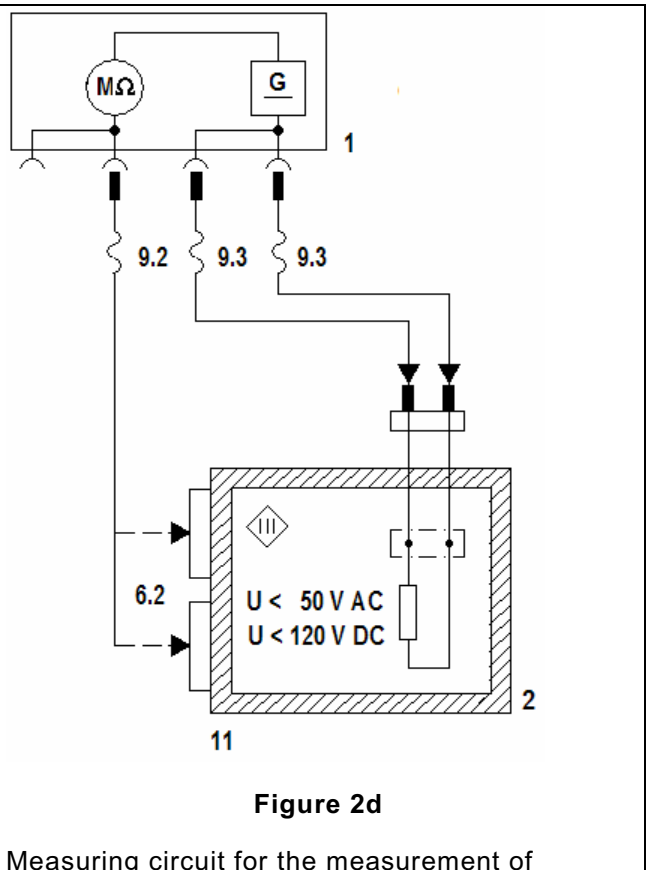 MΩ
G
1
9.2 9.3 9.3
III
6.2
U < 50 V AC
U < 120 V DC
2
11
Figure 2d
Measuring circuit for the measurement of